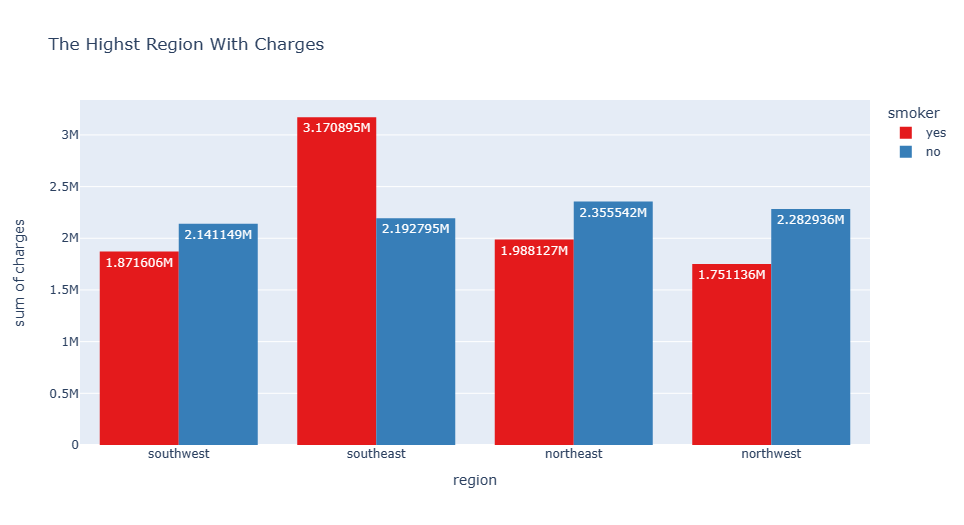 The Highst Region With Charges
smoker
yes
no
sum of charges
3M
2.5M
2M
1.5M
1M
0.5M
0
1.871606M
2.141149M
3.170895M
2.192795M
1.988127M
2.355542M
1.751136M
2.282936M
southwest
southeast
northeast
northwest
region